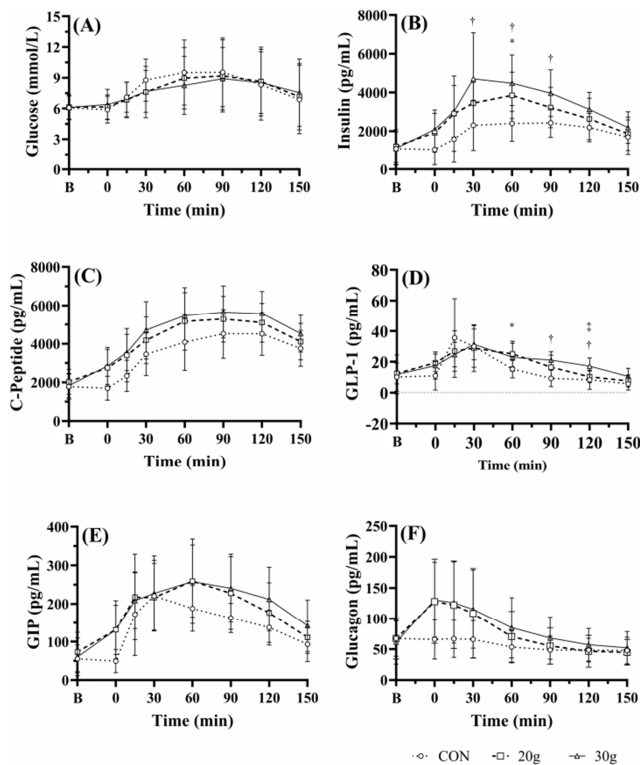 (A)
Glucose (mmol/L)
12
9
6
3
0
B 0 30 60 90 120 150
Time (min)
(B)
Insulin (pg/mL)
8000
6000
4000
2000
0
†
†
*
†
B 0 30 60 90 120 150
Time (min)
(C)
C-Peptide (pg/mL)
8000
6000
4000
2000
0
B 0 30 60 90 120 150
Time (min)
(D)
GLP-1 (pg/mL)
80
60
40
20
0
-20
*
†
‡
†
B 0 30 60 90 120 150
Time (min)
(E)
GIP (pg/mL)
400
300
200
100
0
B 0 30 60 90 120 150
Time (min)
(F)
Glucagon (pg/mL)
250
200
150
100
50
0
B 0 30 60 90 120 150
Time (min)
CON 20g 30g